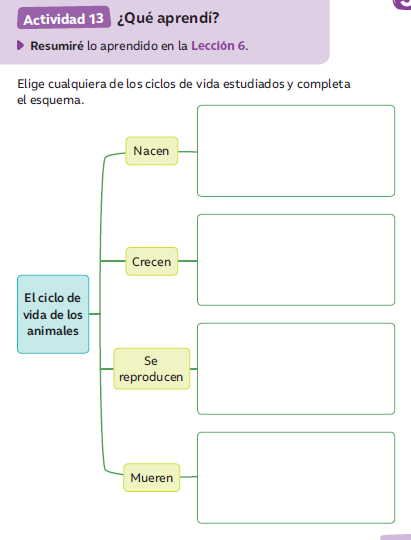 Actividad 13 ¿Qué aprendí?
Resumiré lo aprendido en la Lección 6.
Elige cualquiera de los ciclos de vida estudiados y completa
el esquema.
Nacen
Crecen
El ciclo de
vida de los
animales
Se
reproducen
Mueren